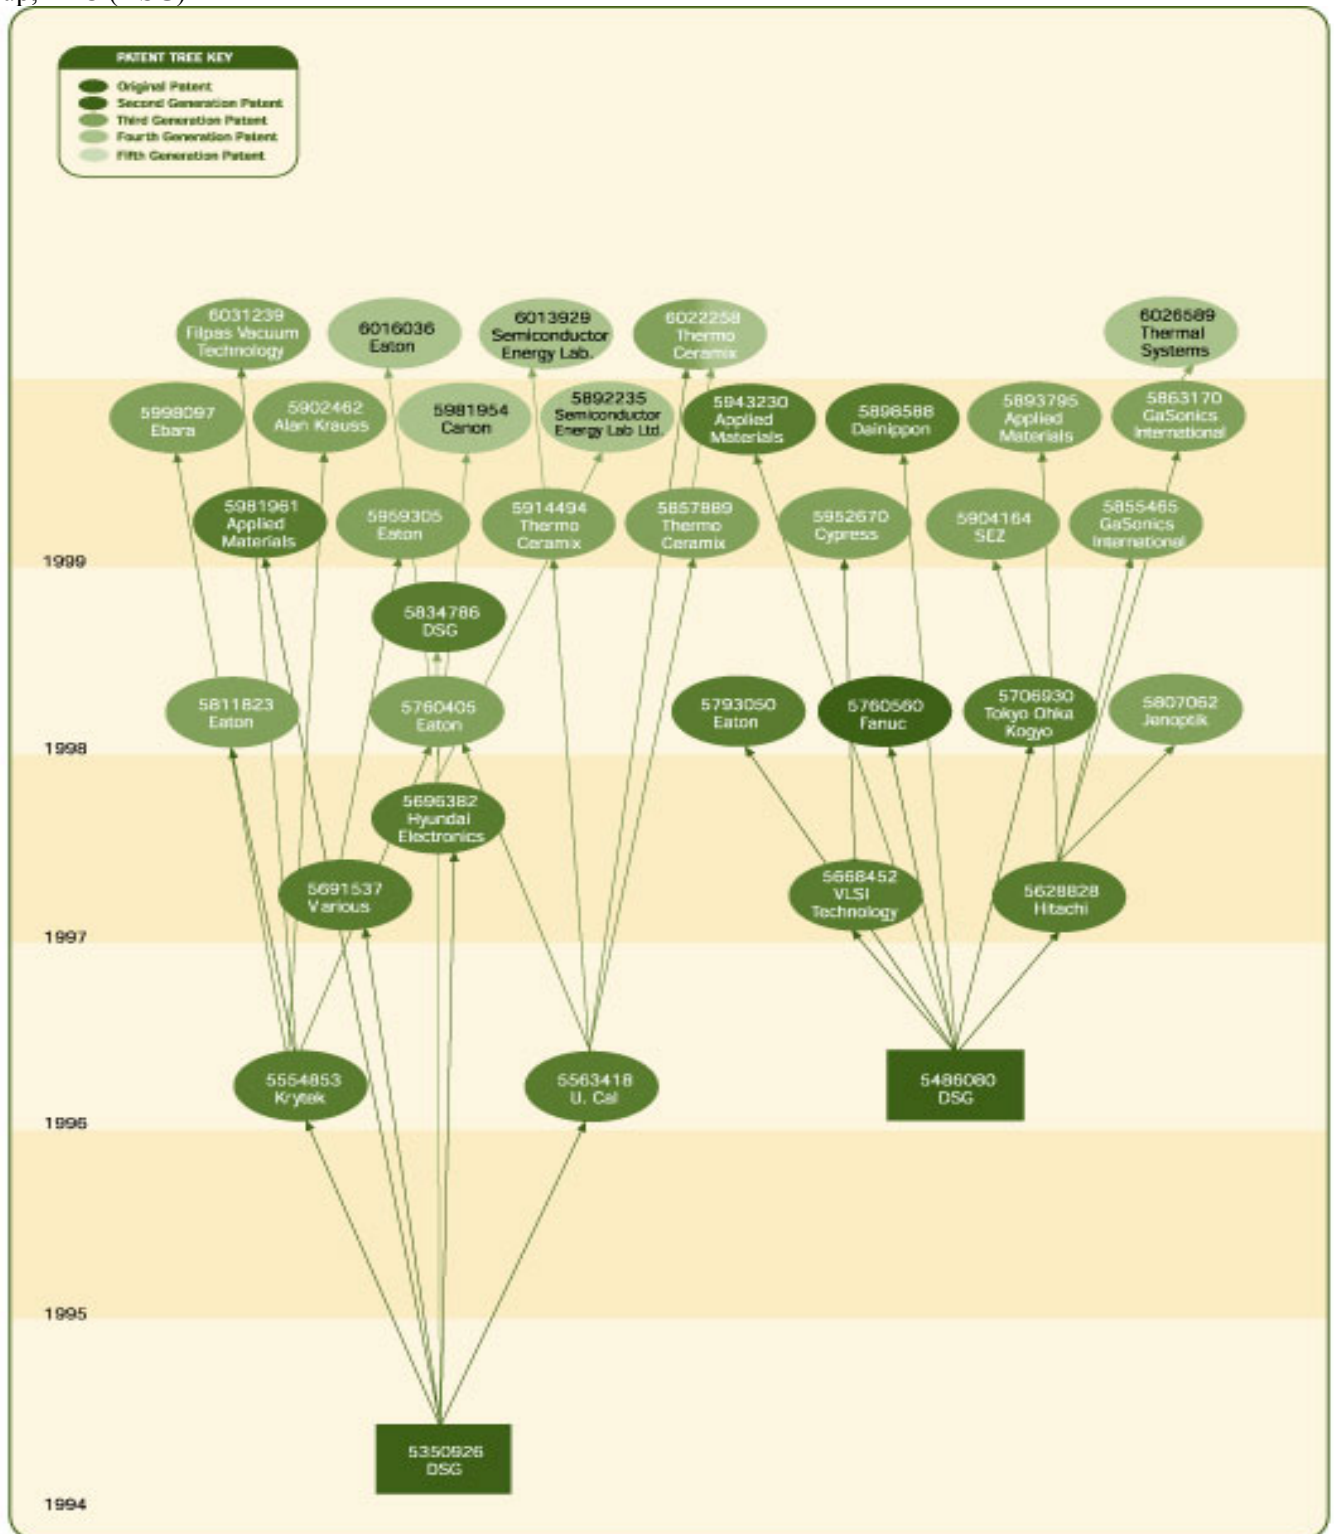 PATENT TREE KEY
Original Patent
Second Generation Patent
Third Generation Patent
Fourth Generation Patent
Fifth Generation Patent
6031239
Filpas Vacuum
Technology
6016036
Eaton
6013929
Semiconductor
Energy Lab.
6022258
Thermo
Ceramix
6026589
Thermal
Systems
5998097
Ebara
5902462
Alan Krauss
5981954
Canon
5892235
Semiconductor
Energy Lab Ltd.
5943230
Applied
Materials
5898588
Dainippon
5893795
Applied
Materials
5863170
GaSonics
International
5981961
Applied
Materials
5959305
Eaton
5914494
Thermo
Ceramix
5857889
Thermo
Ceramix
5952670
Cypress
5904164
SEZ
5855465
GaSonics
International
1999
5834786
DSG
5811823
Eaton
5760405
Eaton
5793050
Eaton
5760560
Fanuc
5706930
Tokyo Ohka
Kogyo
5807062
Jenoptik
1998
5696382
Hyundai
Electronics
5691537
Various
5668452
VLSI
Technology
5628828
Hitachi
1997
5554853
Krytek
5563418
U. Cal
5486080
DSG
1996
1995
5350926
DSG
1994